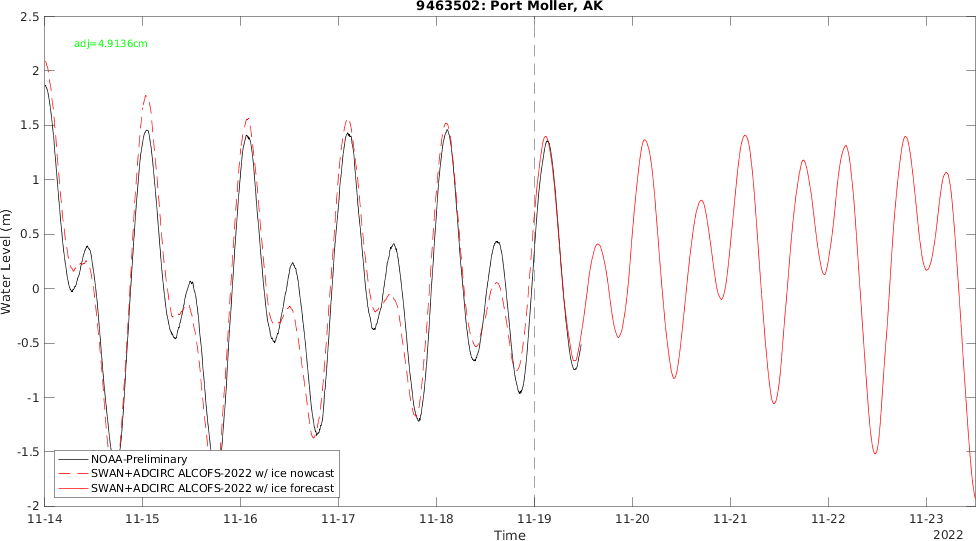 9463502: Port Moller, AK
adj=4.9136cm
2.5
2
1.5
1
0.5
0
-0.5
-1
-1.5
-2
Water Level (m)
NOAA-Preliminary
SWAN+ADCIRC ALCOFS-2022 w/ ice nowcast
SWAN+ADCIRC ALCOFS-2022 w/ ice forecast
11-14 11-15 11-16 11-17 11-18 11-19 11-20 11-21 11-22 11-23
Time
2022